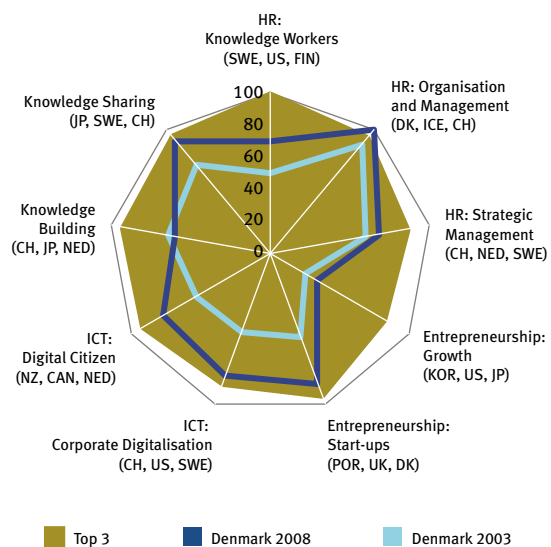 HR:
Knowledge Workers
(SWE, US, FIN)
HR: Organisation
and Management
(DK, ICE, CH)
HR: Strategic
Management
(CH, NED, SWE)
Entrepreneurship:
Growth
(KOR, US, JP)
Entrepreneurship:
Start-ups
(POR, UK, DK)
ICT:
Corporate Digitalisation
(CH, US, SWE)
ICT:
Digital Citizen
(NZ, CAN, NED)
Knowledge
Building
(CH, JP, NED)
Knowledge Sharing
(JP, SWE, CH)
100
80
60
40
20
0
Top 3
Denmark 2008
Denmark 2003